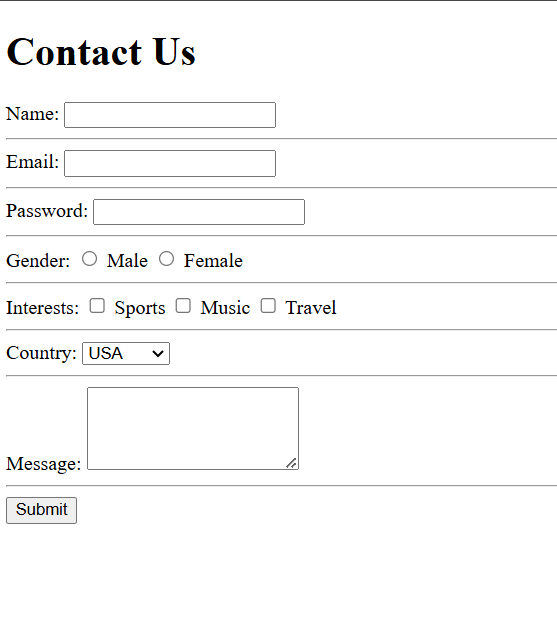 Contact Us
Name:
Email:
Password:
Gender: Male Female
Interests: Sports Music Travel
Country: USA
Message:
Submit